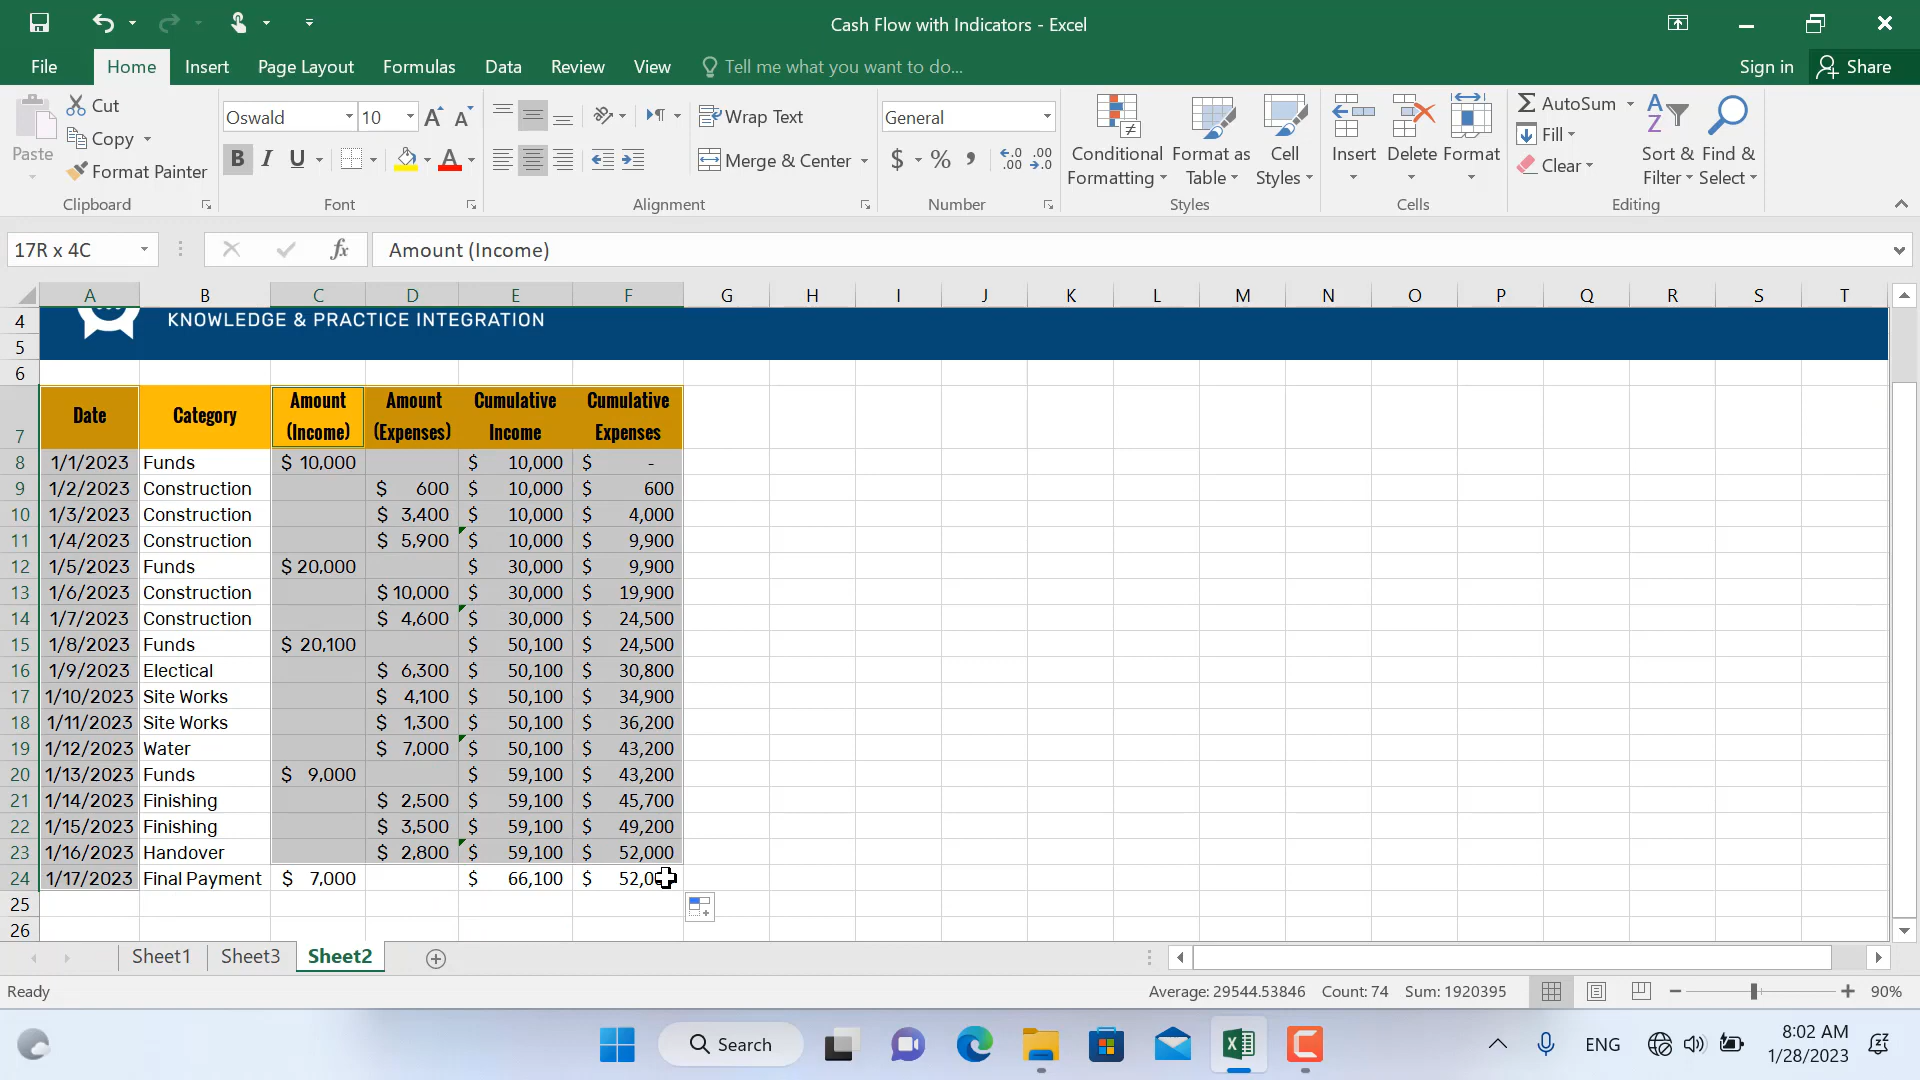 Cash Flow with Indicators - Excel
File Home Insert Page Layout Formulas Data Review View Tell me what you want to do... Sign in Share
Paste Cut Copy Format Painter
Clipboard
Oswald 10
B I U A
Font
Wrap Text
Merge & Center
Alignment
General
$ % , .00
Number
Conditional Formatting
Format as Table
Cell Styles
Styles
Insert Delete Format
Cells
AutoSum
Fill
Clear
Sort & Filter
Find & Select
Editing
17R x 4C fx Amount (Income)
A B C D E F G H I J K L M N O P Q R S T
4 KNOWLEDGE & PRACTICE INTEGRATION
5
6
7 Date Category Amount (Income) Amount (Expenses) Cumulative Income Cumulative Expenses
8 1/1/2023 Funds $ 10,000 $ 10,000 $ -
9 1/2/2023 Construction $ 600 $ 10,000 $ 600
10 1/3/2023 Construction $ 3,400 $ 10,000 $ 4,000
11 1/4/2023 Construction $ 5,900 $ 10,000 $ 9,900
12 1/5/2023 Funds $ 20,000 $ 30,000 $ 9,900
13 1/6/2023 Construction $ 10,000 $ 30,000 $ 19,900
14 1/7/2023 Construction $ 4,600 $ 30,000 $ 24,500
15 1/8/2023 Funds $ 20,100 $ 50,100 $ 24,500
16 1/9/2023 Electical $ 6,300 $ 50,100 $ 30,800
17 1/10/2023 Site Works $ 4,100 $ 50,100 $ 34,900
18 1/11/2023 Site Works $ 1,300 $ 50,100 $ 36,200
19 1/12/2023 Water $ 7,000 $ 50,100 $ 43,200
20 1/13/2023 Funds $ 9,000 $ 59,100 $ 43,200
21 1/14/2023 Finishing $ 2,500 $ 59,100 $ 45,700
22 1/15/2023 Finishing $ 3,500 $ 59,100 $ 49,200
23 1/16/2023 Handover $ 2,800 $ 59,100 $ 52,000
24 1/17/2023 Final Payment $ 7,000 $ 66,100 $
25
26
Sheet1 Sheet3 Sheet2
Ready Average: 29544.53846 Count: 74 Sum: 1920395 90%
Search ENG 8:02 AM
1/28/2023